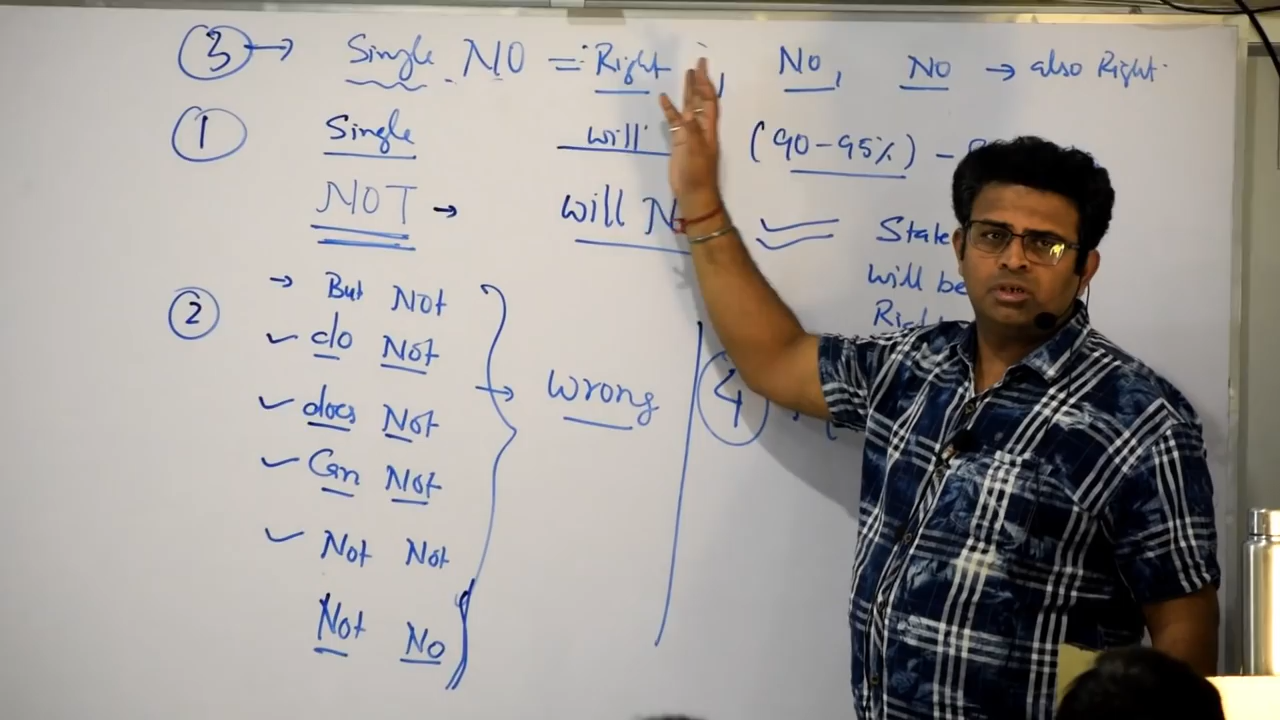 ③ → Single NO = Right , No, No → also Right
① Single will (90-95%) -
NOT → will
② → But Not
✓ do Not
✓ does Not
✓ Can Not
✓ Not Not
Not No
→ Wrong
will be
④